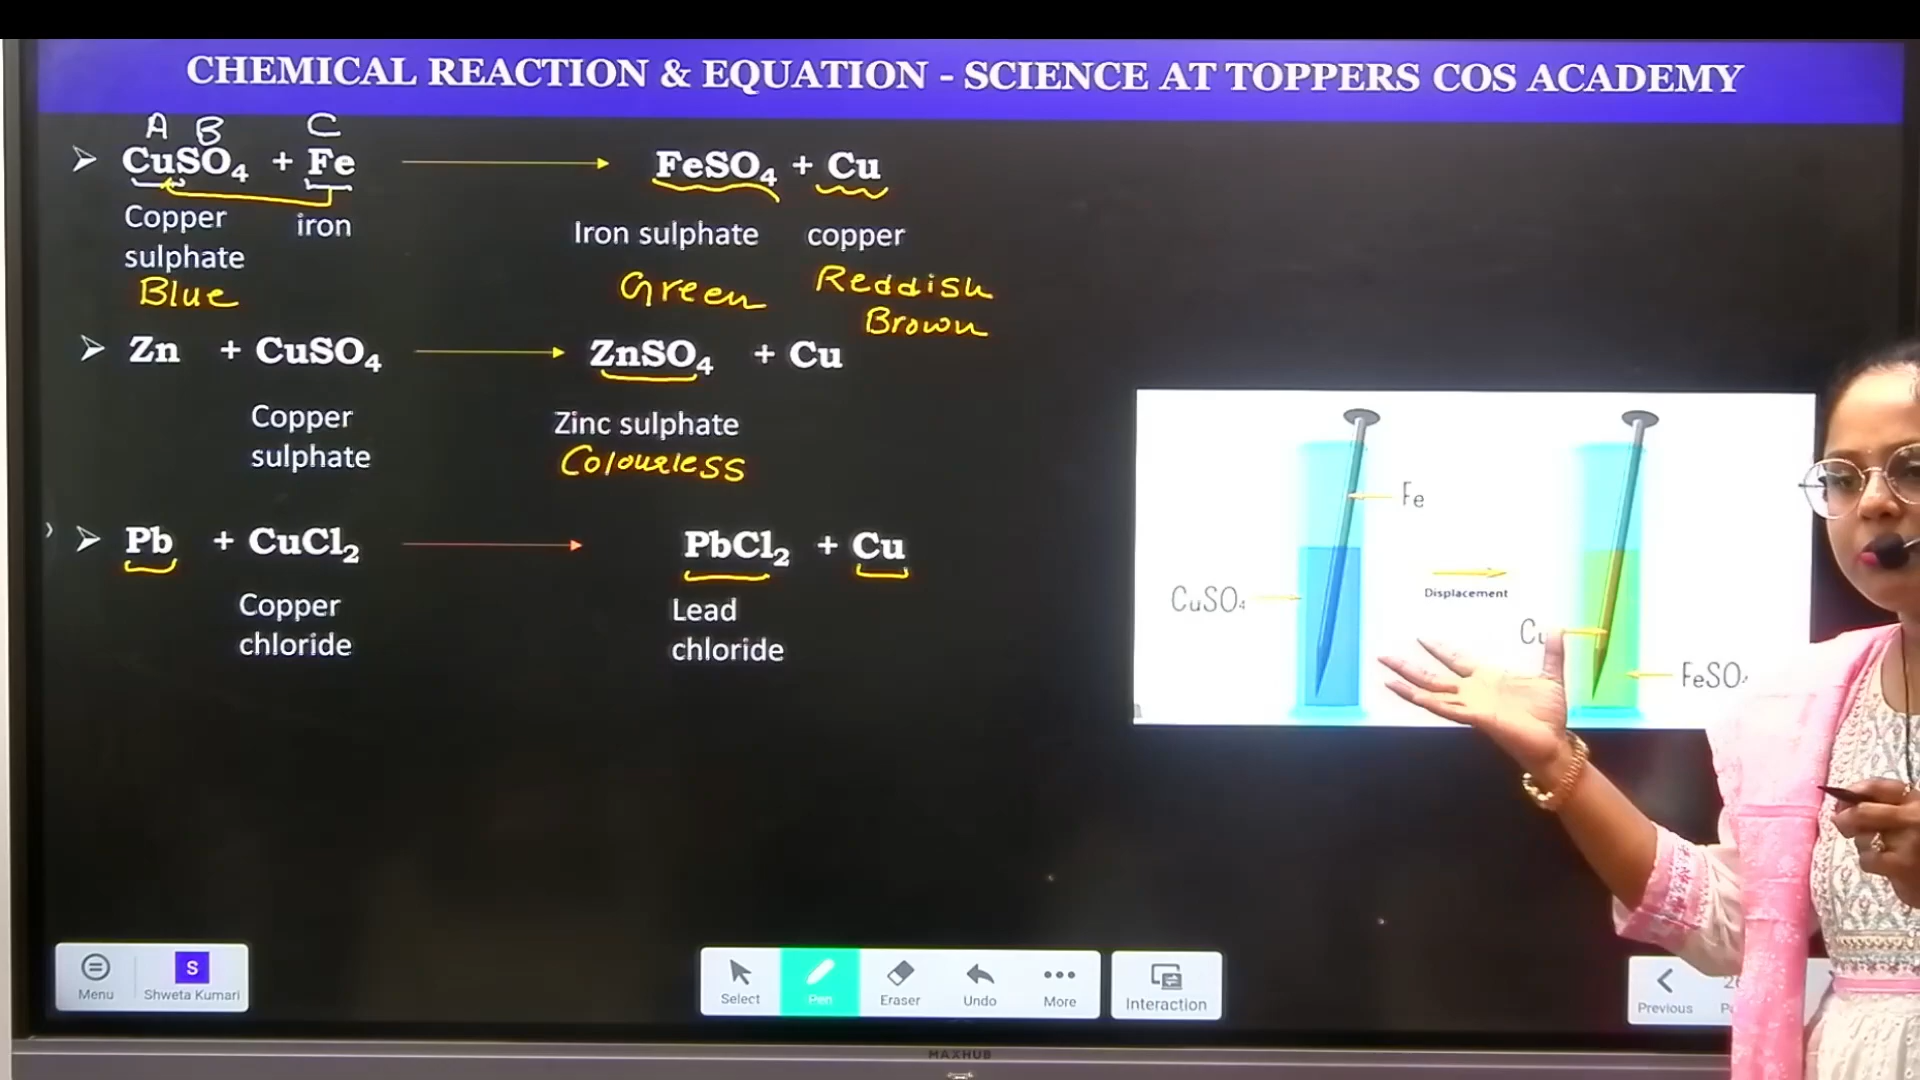 CHEMICAL REACTION & EQUATION - SCIENCE AT TOPPERS COS ACADEMY
A B C
➢ CuSO₄ + Fe → FeSO₄ + Cu
Copper sulphate iron Iron sulphate copper
Blue Green Reddish Brown
➢ Zn + CuSO₄ → ZnSO₄ + Cu
Copper sulphate Zinc sulphate
Colourless
➢ Pb + CuCl₂ → PbCl₂ + Cu
Copper chloride Lead chloride
Fe
CuSO₄
Displacement
FeSO
Menu
S
Shweta Kumari
Select
Pen
Eraser
Undo
More
Interaction
Previous
MAXHUB